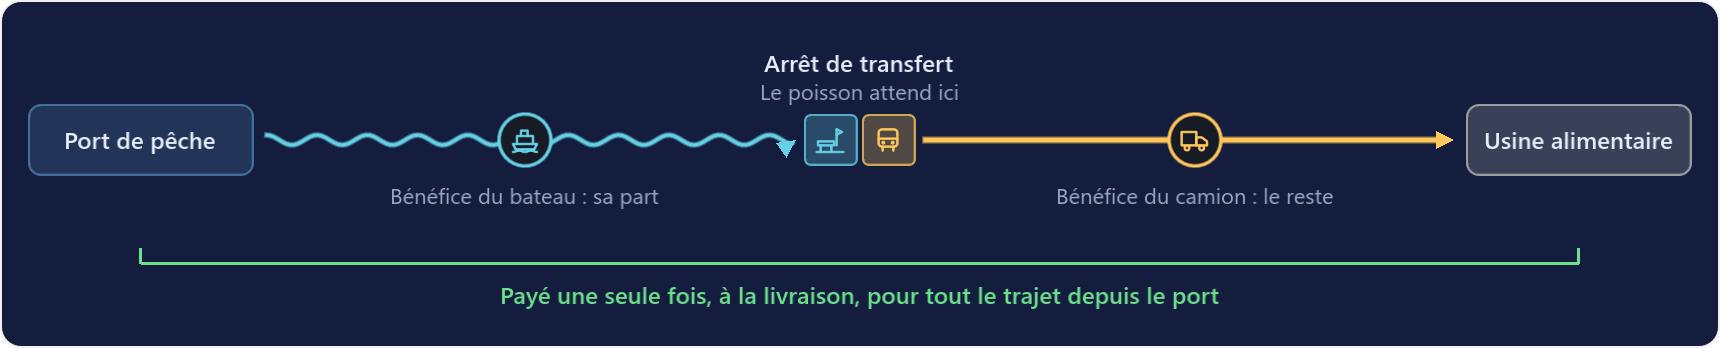 Arrêt de transfert
Le poisson attend ici
Port de pêche
Usine alimentaire
Bénéfice du bateau : sa part
Bénéfice du camion : le reste
Payé une seule fois, à la livraison, pour tout le trajet depuis le port